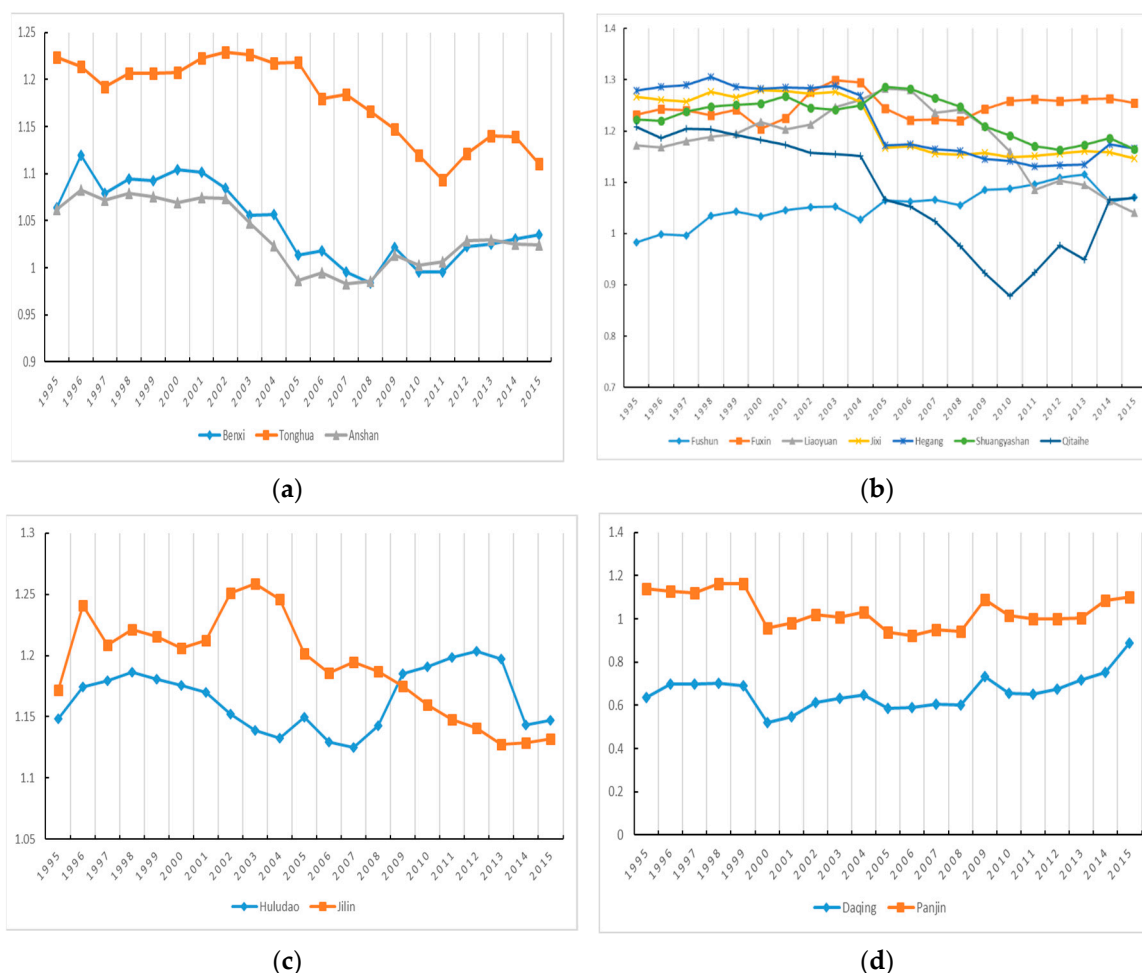 1.25
1.2
1.15
1.1
1.05
1
0.95
0.9
1995 1996 1997 1998 1999 2000 2001 2002 2003 2004 2005 2006 2007 2008 2009 2010 2011 2012 2013 2014 2015
Benxi Tonghua Anshan
(a)
1.4
1.3
1.2
1.1
1
0.9
0.8
0.7
1995 1996 1997 1998 1999 2000 2001 2002 2003 2004 2005 2006 2007 2008 2009 2010 2011 2012 2013 2014 2015
Fushun Fuxin Liaoyuan Jixi Hegang Shuangyashan Qitaihe
(b)
1.3
1.25
1.2
1.15
1.1
1.05
1995 1996 1997 1998 1999 2000 2001 2002 2003 2004 2005 2006 2007 2008 2009 2010 2011 2012 2013 2014 2015
Huludao Jilin
(c)
1.4
1.2
1
0.8
0.6
0.4
0.2
0
1995 1996 1997 1998 1999 2000 2001 2002 2003 2004 2005 2006 2007 2008 2009 2010 2011 2012 2013 2014 2015
Daqing Panjin
(d)